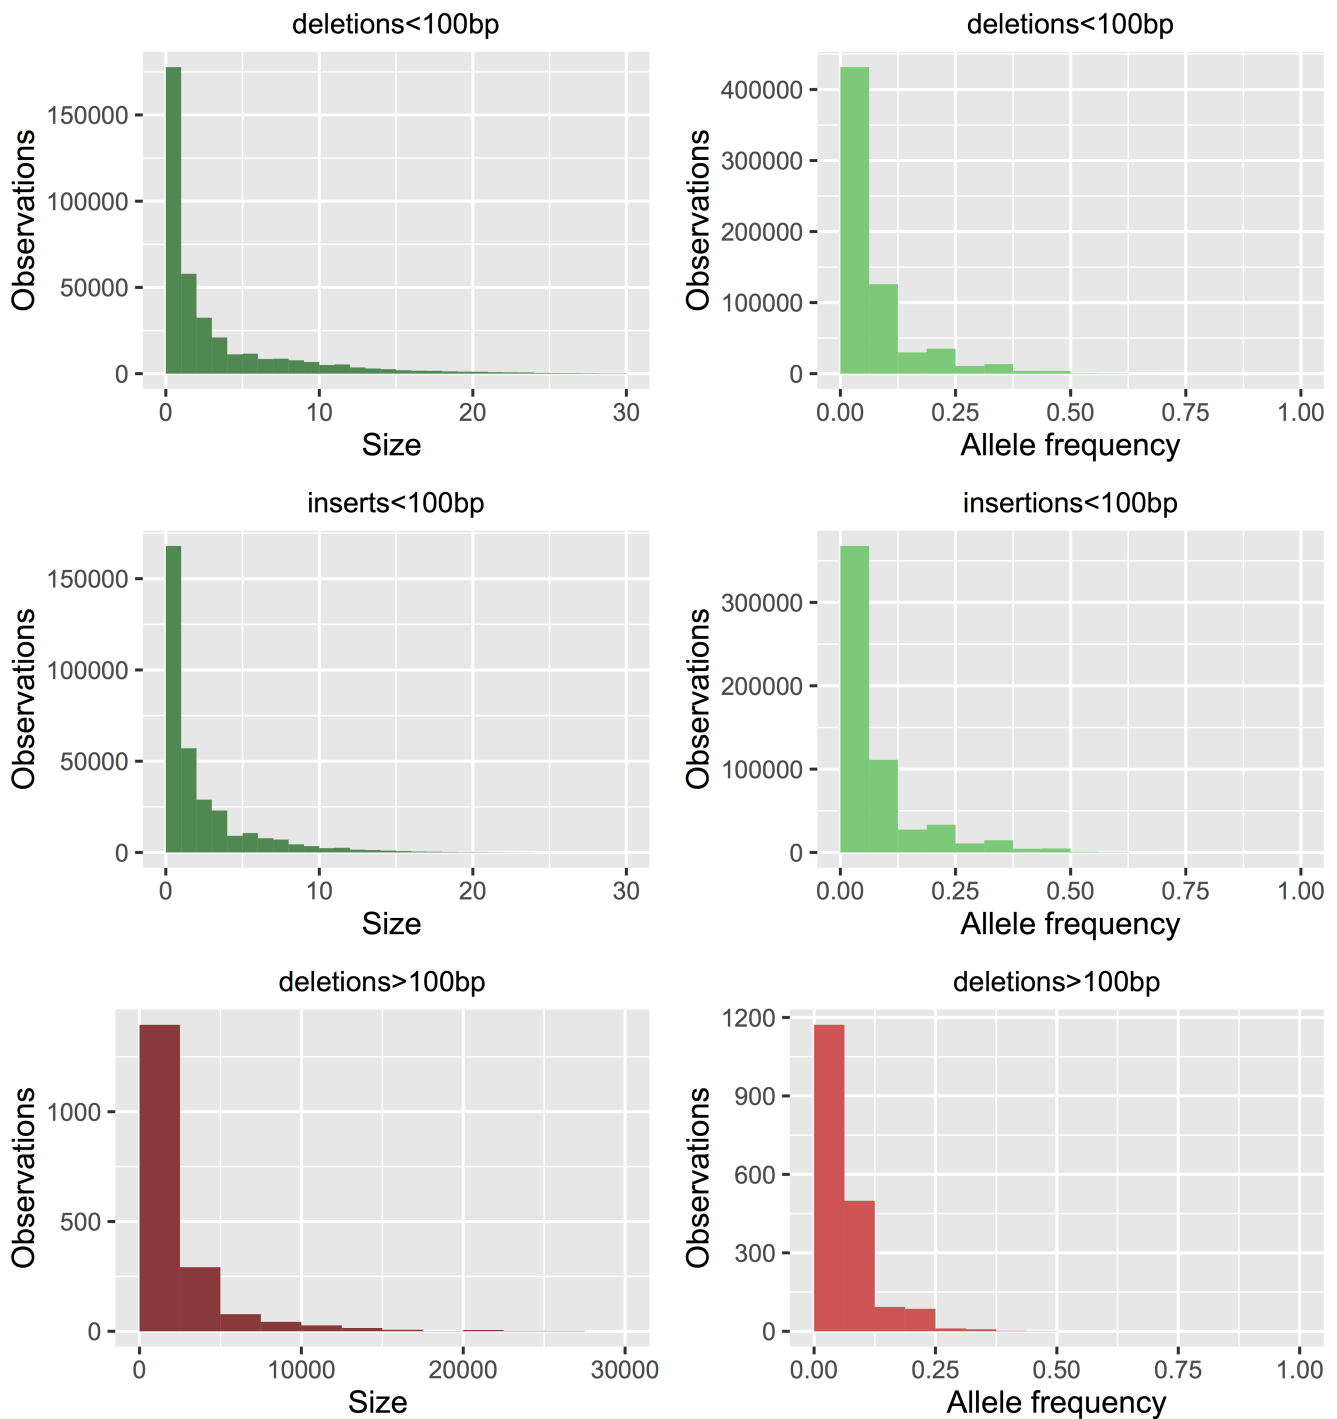 deletions<100bp
Observations
150000
100000
50000
0
0 10 20 30
Size
deletions<100bp
Observations
400000
300000
200000
100000
0
0.00 0.25 0.50 0.75 1.00
Allele frequency
inserts<100bp
Observations
150000
100000
50000
0
0 10 20 30
Size
insertions<100bp
Observations
300000
200000
100000
0
0.00 0.25 0.50 0.75 1.00
Allele frequency
deletions>100bp
Observations
1000
500
0
0 10000 20000 30000
Size
deletions>100bp
Observations
1200
900
600
300
0
0.00 0.25 0.50 0.75 1.00
Allele frequency